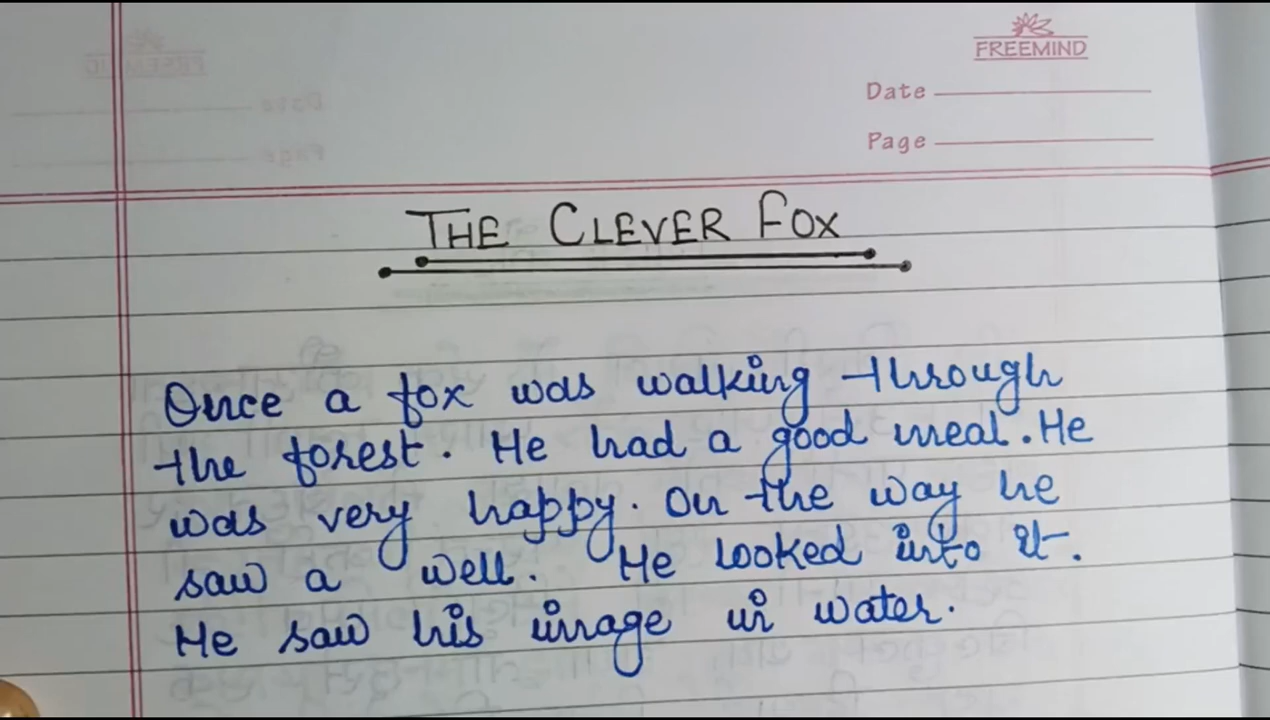 FREEMIND
Date
Page
THE CLEVER FOX
Once a fox was walking through
the forest. He had a good meal. He
was very happy. On the way he
saw a well. He looked into it.
He saw his image in water.